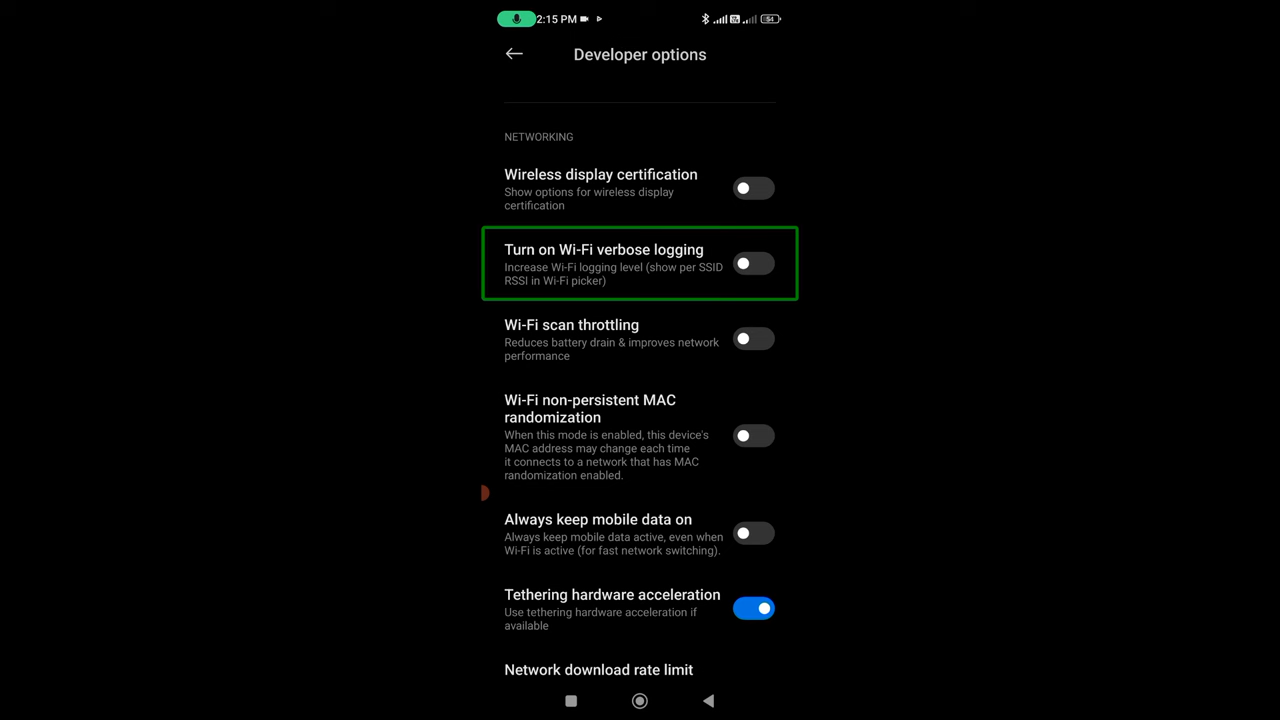 2:15 PM
54
Developer options
NETWORKING
Wireless display certification
Show options for wireless display
certification
Turn on Wi-Fi verbose logging
Increase Wi-Fi logging level (show per SSID
RSSI in Wi-Fi picker)
Wi-Fi scan throttling
Reduces battery drain & improves network
performance
Wi-Fi non-persistent MAC
randomization
When this mode is enabled, this device's
MAC address may change each time
it connects to a network that has MAC
randomization enabled.
Always keep mobile data on
Always keep mobile data active, even when
Wi-Fi is active (for fast network switching).
Tethering hardware acceleration
Use tethering hardware acceleration if
available
Network download rate limit